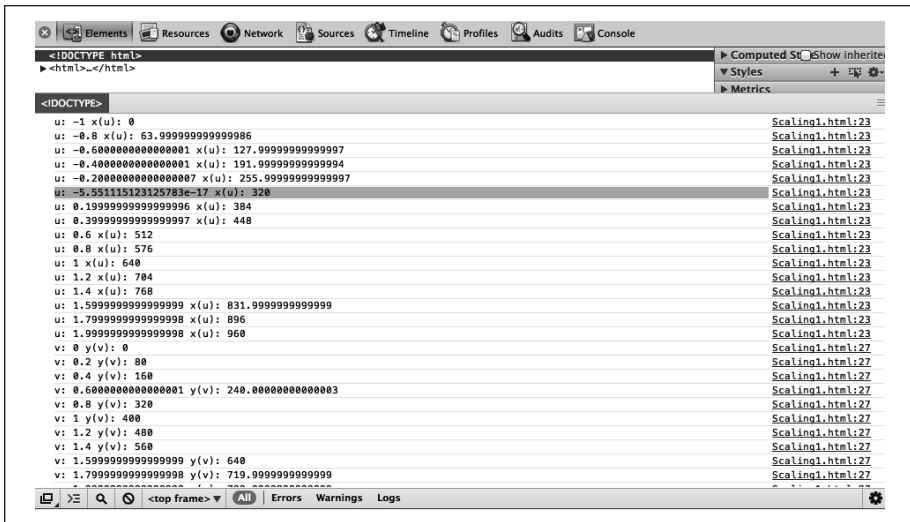 Elements Resources Network Sources Timeline Profiles Audits Console
<!DOCTYPE html>
▶<html>…</html>
▶ Computed St Show inherite
▼ Styles
▶ Metrics
<!DOCTYPE>
u: -1 x(u): 0 Scaling1.html:23
u: -0.8 x(u): 63.999999999999986 Scaling1.html:23
u: -0.6000000000000001 x(u): 127.99999999999997 Scaling1.html:23
u: -0.4000000000000001 x(u): 191.99999999999994 Scaling1.html:23
u: -0.20000000000000007 x(u): 255.99999999999997 Scaling1.html:23
u: -5.551115123125783e-17 x(u): 320 Scaling1.html:23
u: 0.19999999999999996 x(u): 384 Scaling1.html:23
u: 0.39999999999999997 x(u): 448 Scaling1.html:23
u: 0.6 x(u): 512 Scaling1.html:23
u: 0.8 x(u): 576 Scaling1.html:23
u: 1 x(u): 640 Scaling1.html:23
u: 1.2 x(u): 704 Scaling1.html:23
u: 1.4 x(u): 768 Scaling1.html:23
u: 1.5999999999999999 x(u): 831.9999999999999 Scaling1.html:23
u: 1.7999999999999998 x(u): 896 Scaling1.html:23
u: 1.9999999999999998 x(u): 960 Scaling1.html:23
v: 0 y(v): 0 Scaling1.html:27
v: 0.2 y(v): 80 Scaling1.html:27
v: 0.4 y(v): 160 Scaling1.html:27
v: 0.6000000000000001 y(v): 240.00000000000003 Scaling1.html:27
v: 0.8 y(v): 320 Scaling1.html:27
v: 1 y(v): 400 Scaling1.html:27
v: 1.2 y(v): 480 Scaling1.html:27
v: 1.4 y(v): 560 Scaling1.html:27
v: 1.5999999999999999 y(v): 640 Scaling1.html:27
v: 1.7999999999999998 y(v): 719.9999999999999 Scaling1.html:27
<top frame> ▼ All Errors Warnings Logs